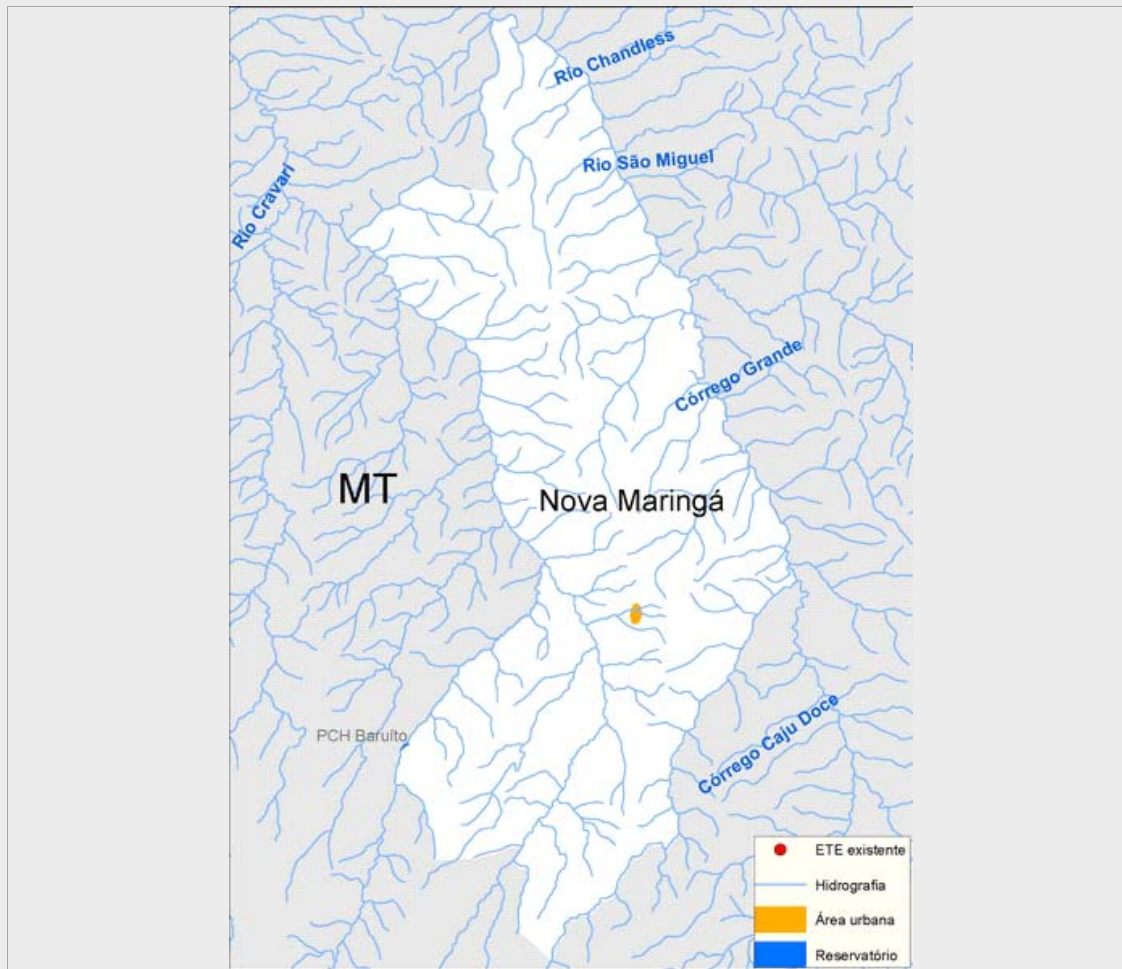 Rio Chandless
Rio São Miguel
Rio Cravari
Córrego Grande
MT
Nova Maringá
PCH Baruíto
Córrego Caju Doce
ETE existente
Hidrografia
Área urbana
Reservatório